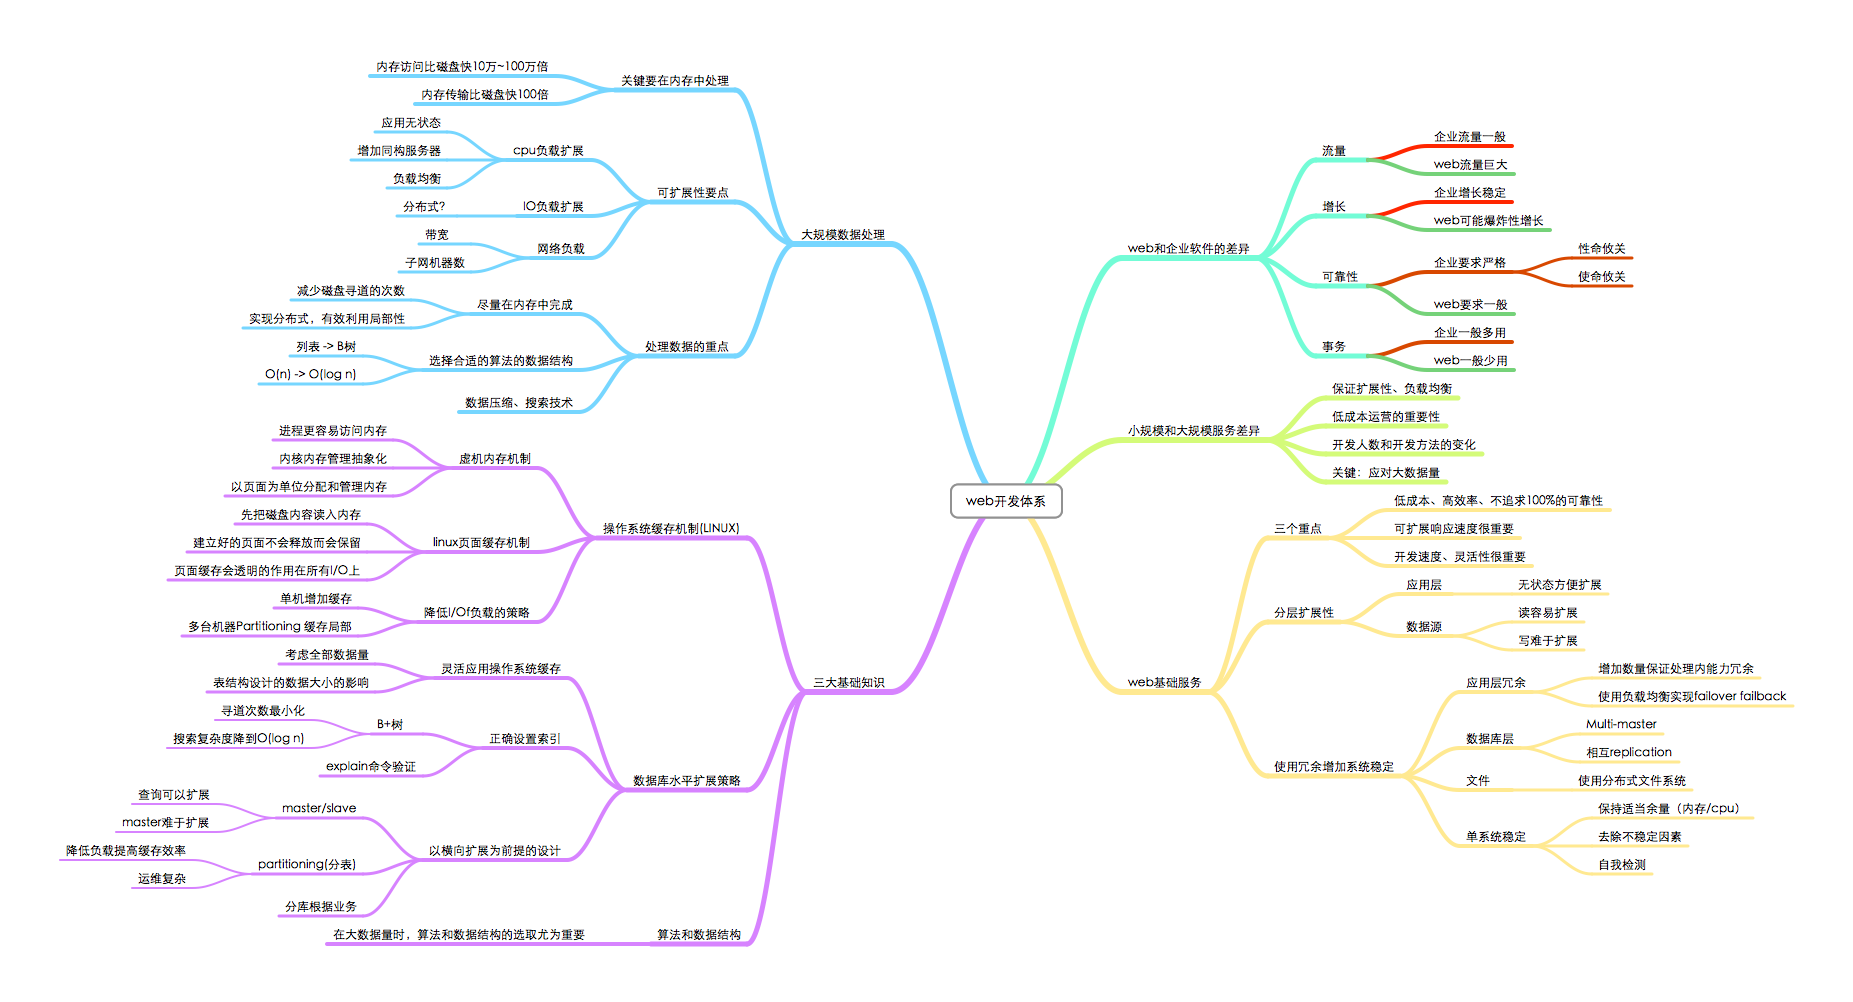 web开发体系
大规模数据处理
关键要在内存中处理
内存访问比磁盘快10万~100万倍
内存传输比磁盘快100倍
可扩展性要点
cpu负载扩展
应用无状态
增加同构服务器
负载均衡
IO负载扩展
分布式?
网络负载
带宽
子网机器数
处理数据的重点
尽量在内存中完成
减少磁盘寻道的次数
实现分布式，有效利用局部性
选择合适的算法的数据结构
列表 -> B树
O(n) -> O(log n)
数据压缩、搜索技术
三大基础知识
操作系统缓存机制(LINUX)
虚机内存机制
进程更容易访问内存
内核内存管理抽象化
以页面为单位分配和管理内存
linux页面缓存机制
先把磁盘内容读入内存
建立好的页面不会释放而会保留
页面缓存会透明的作用在所有I/O上
降低I/Of负载的策略
单机增加缓存
多台机器Partitioning 缓存局部
数据库水平扩展策略
灵活应用操作系统缓存
考虑全部数据量
表结构设计的数据大小的影响
正确设置索引
B+树
寻道次数最小化
搜索复杂度降到O(log n)
explain命令验证
以横向扩展为前提的设计
master/slave
查询可以扩展
master难于扩展
partitioning(分表)
降低负载提高缓存效率
运维复杂
分库根据业务
算法和数据结构
在大数据量时，算法和数据结构的选取尤为重要
web和企业软件的差异
流量
企业流量一般
web流量巨大
增长
企业增长稳定
web可能爆炸性增长
可靠性
企业要求严格
性命攸关
使命攸关
web要求一般
事务
企业一般多用
web一般少用
小规模和大规模服务差异
保证扩展性、负载均衡
低成本运营的重要性
开发人数和开发方法的变化
关键：应对大数据量
web基础服务
三个重点
低成本、高效率、不追求100%的可靠性
可扩展响应速度很重要
开发速度、灵活性很重要
分层扩展性
应用层
无状态方便扩展
数据源
读容易扩展
写难于扩展
使用冗余增加系统稳定
应用层冗余
增加数量保证处理内能力冗余
使用负载均衡实现failover failback
数据库层
Multi-master
相互replication
文件
使用分布式文件系统
单系统稳定
保持适当余量（内存/cpu）
去除不稳定因素
自我检测